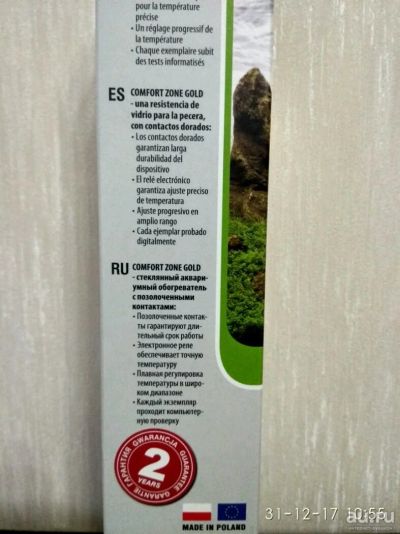 pour la température
précise
• Un réglage progressif de
la température
• Chaque exemplaire subit
des tests informatisés
ES COMFORT ZONE GOLD
- una resistencia de
vidrio para la pecera,
con contactos dorados:
• Los contactos dorados
garantizan larga
durabilidad del
dispositivo
• El relé electrónico
garantiza ajuste preciso
de temperatura
• Ajuste progresivo en
amplio rango
• Cada ejemplar probado
digitalmente
RU COMFORT ZONE GOLD
- стеклянный аквари-
умный обогреватель
с позолоченными
контактами:
• Позолоченные контак-
ты гарантируют дли-
тельный срок работы
• Электронное реле
обеспечивает точную
температуру
• Плавная регулировка
температуры в широ-
ком диапазоне
• Каждый экземпляр
проходит компьютер-
ную проверку
ГАРАНТИЯ GWARANCJA GUARANTEE GARANTIE
2
YEARS
MADE IN POLAND
31-12-17 10:55
au.ru